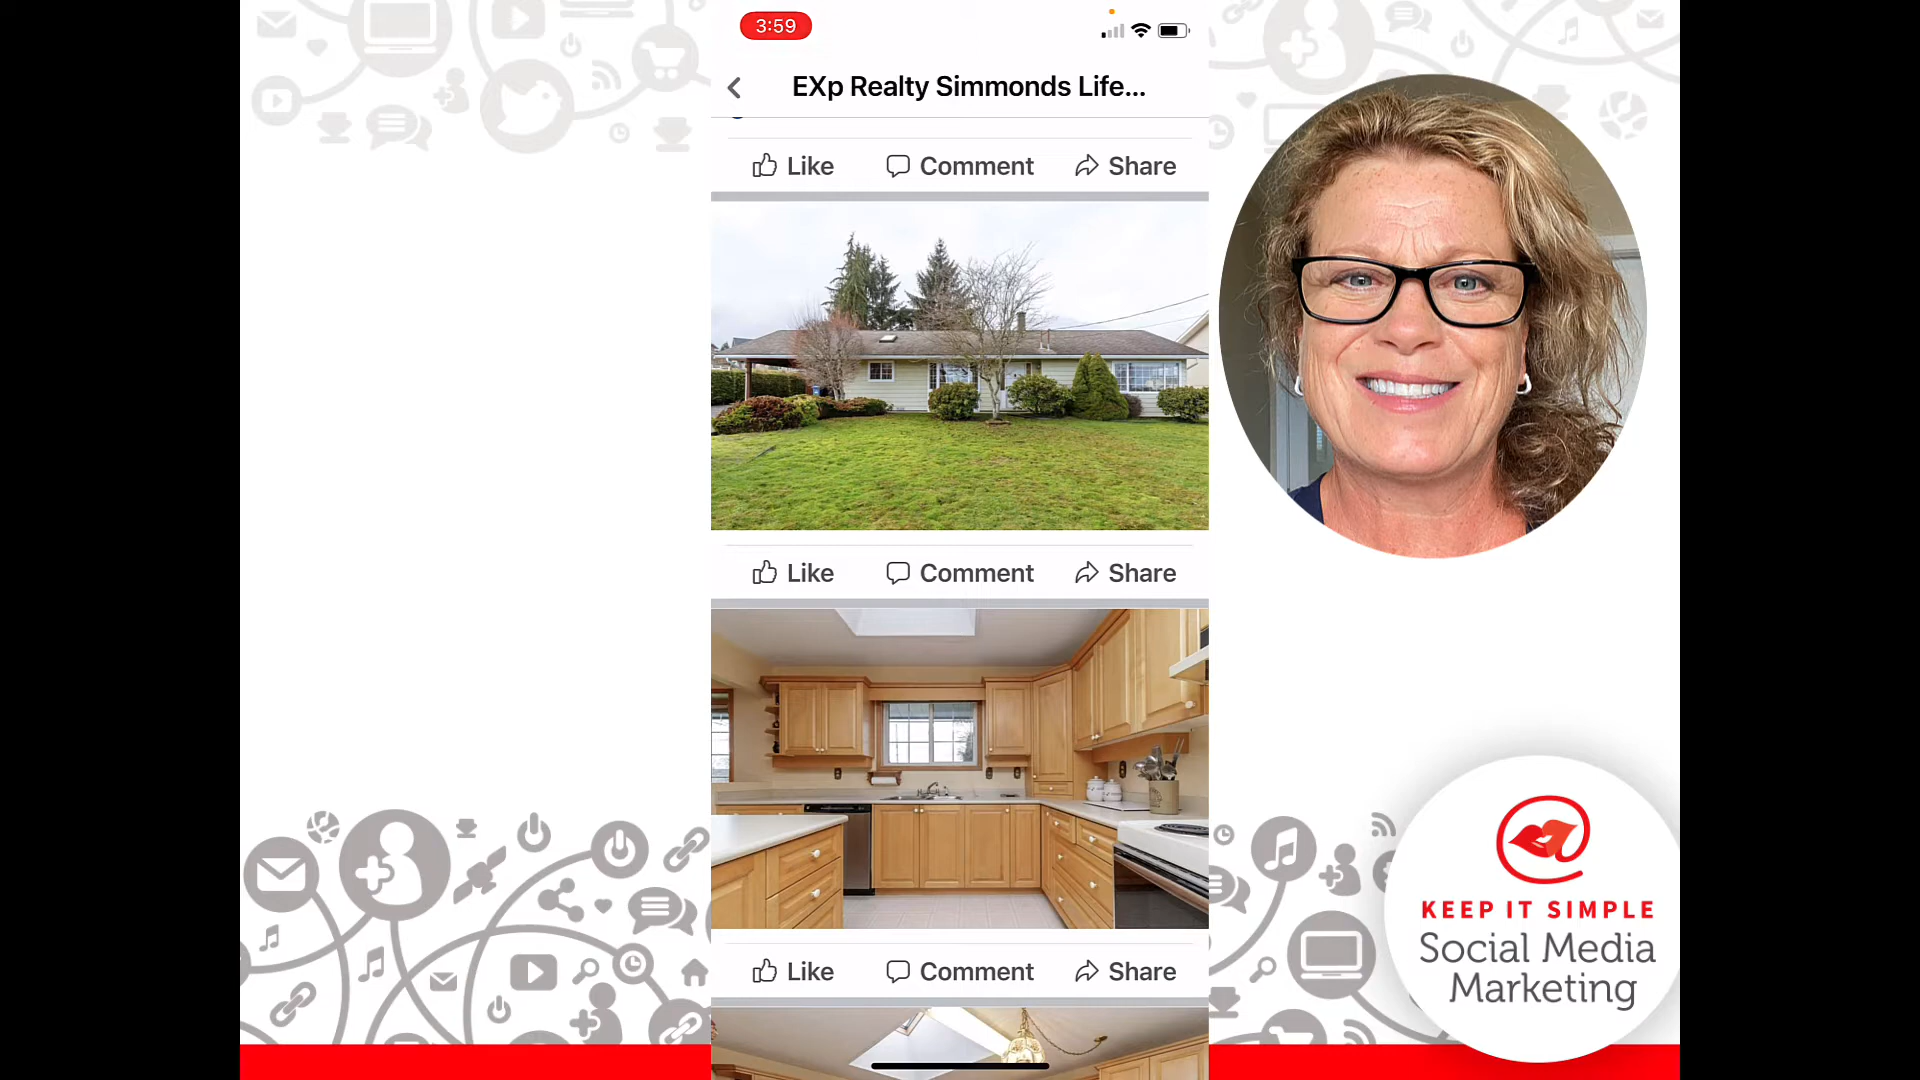 3:59
EXp Realty Simmonds Life...
Like Comment Share
Like Comment Share
Like Comment Share
KEEP IT SIMPLE
Social Media
Marketing